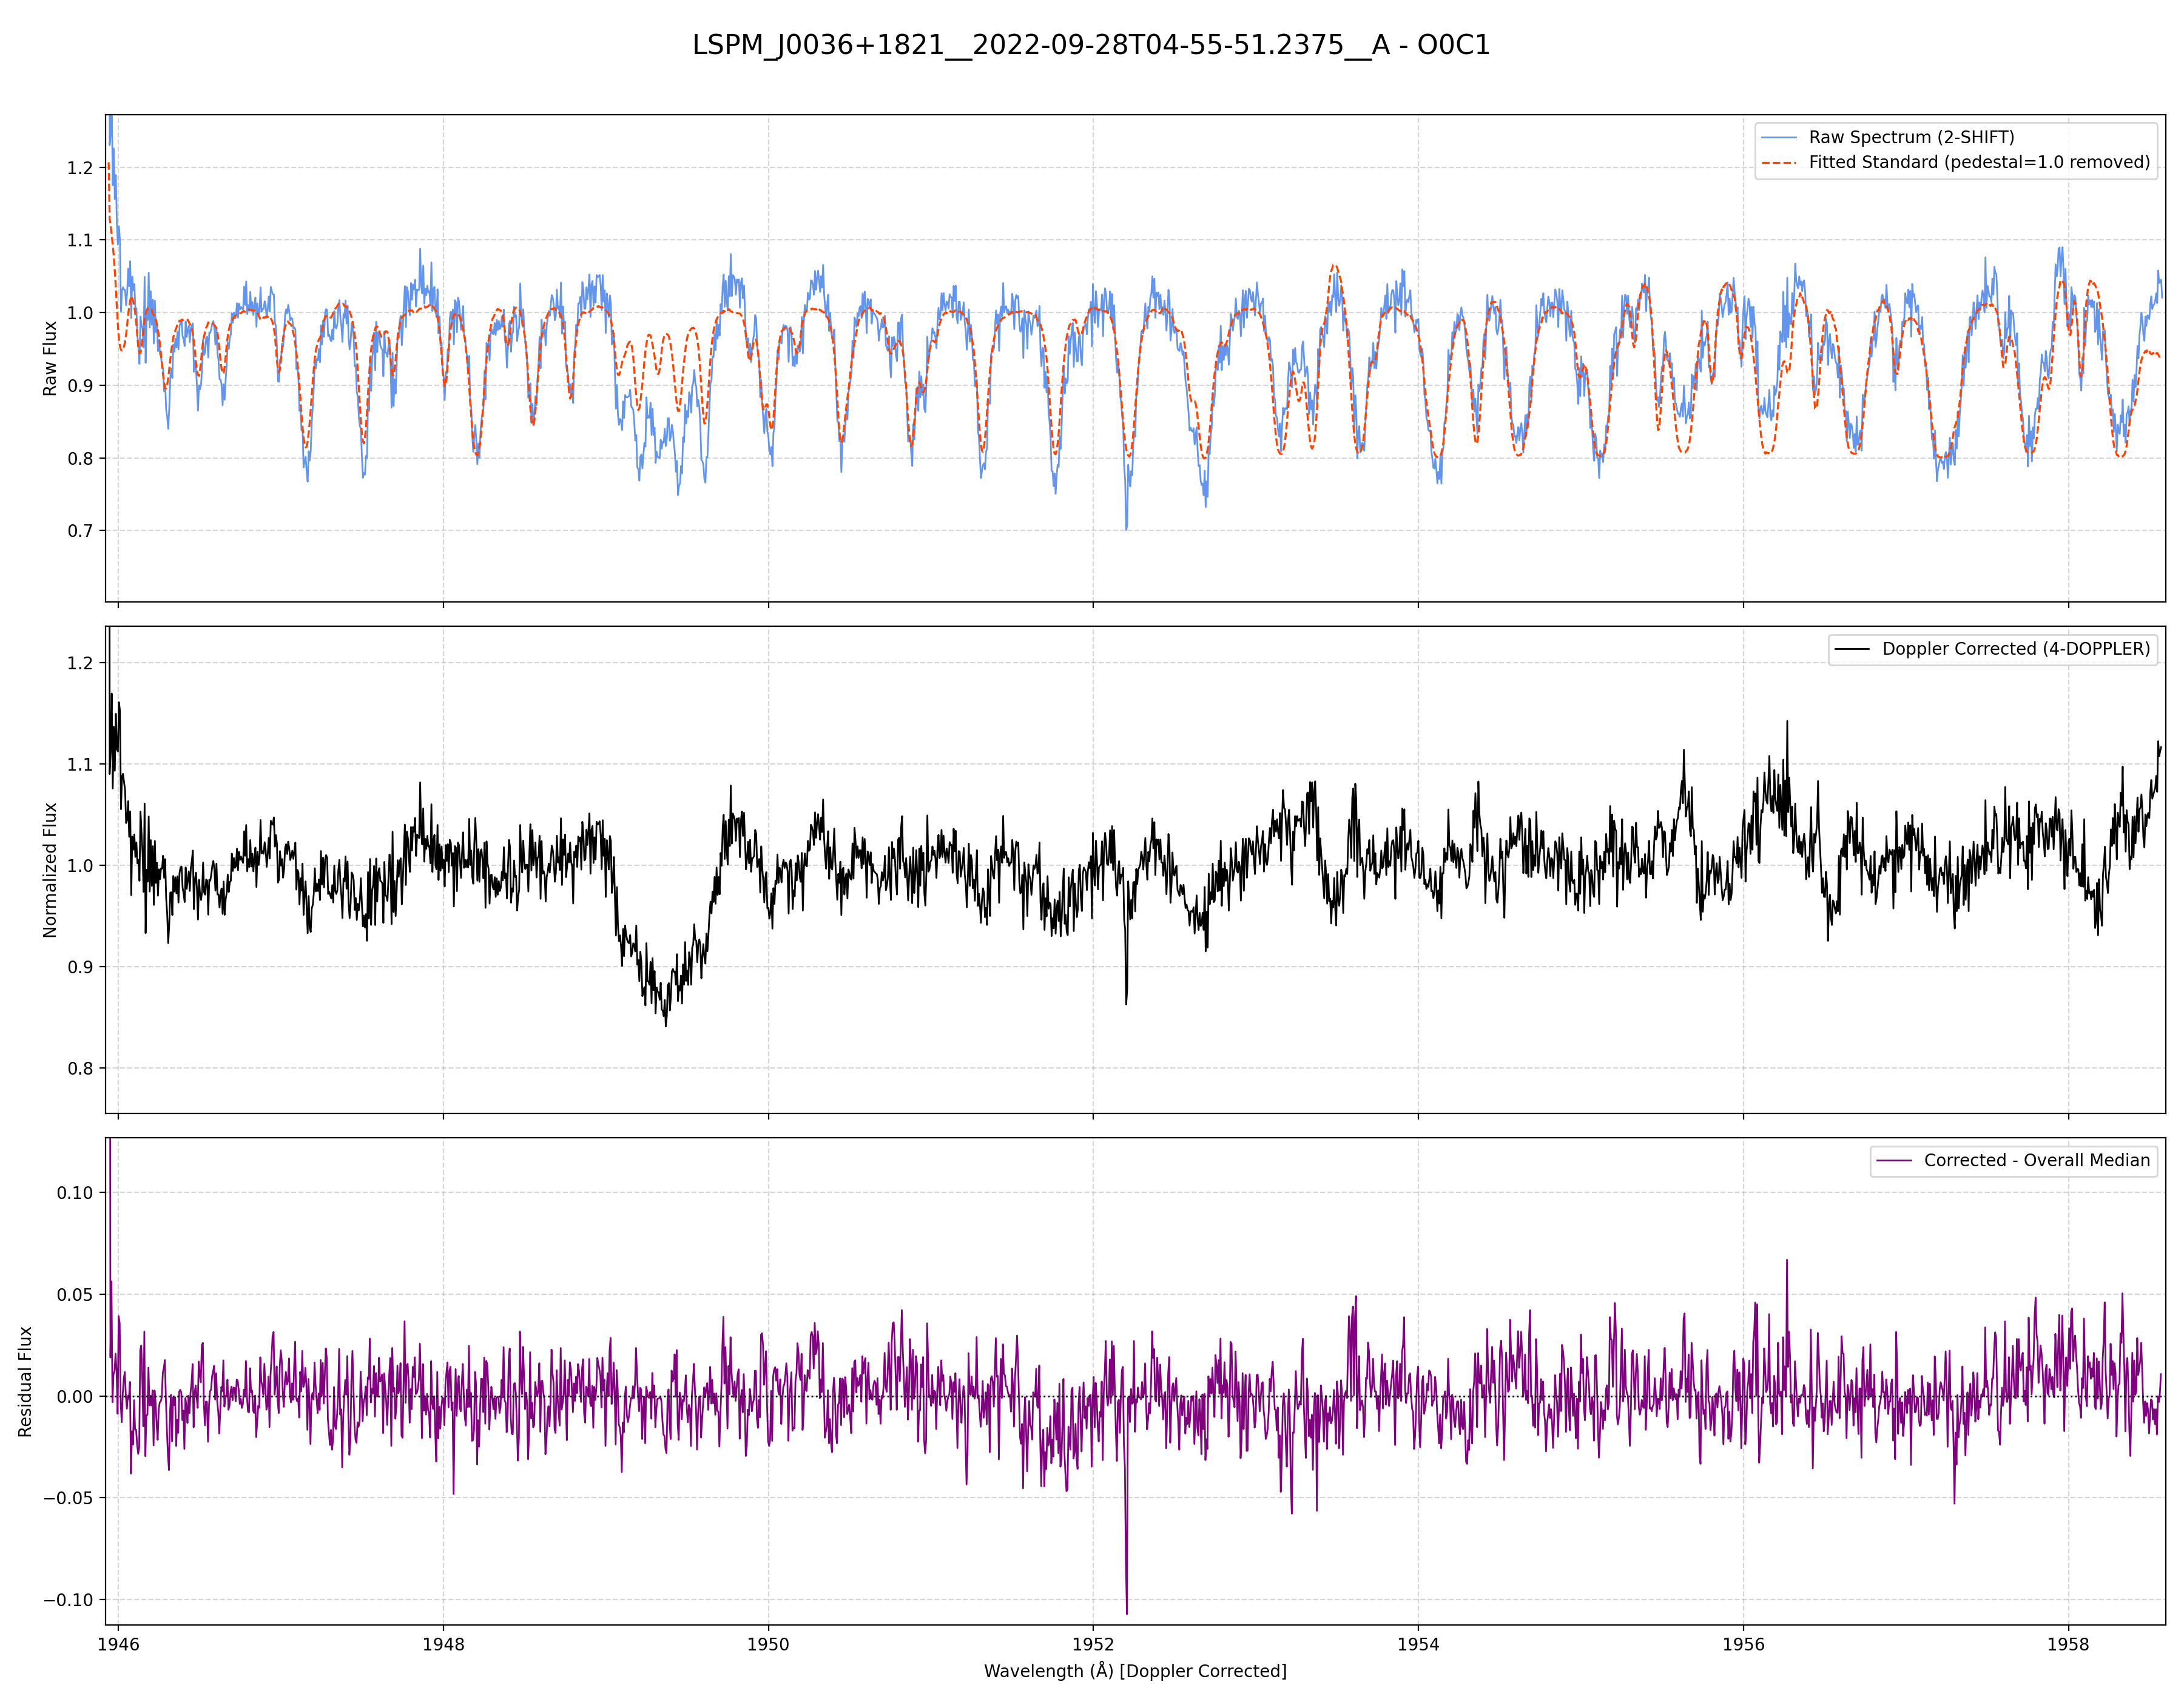 LSPM_J0036+1821__2022-09-28T04-55-51.2375__A - O0C1
Raw Flux
1.2
1.1
1.0
0.9
0.8
0.7
Raw Spectrum (2-SHIFT)
Fitted Standard (pedestal=1.0 removed)
Normalized Flux
1.2
1.1
1.0
0.9
0.8
Doppler Corrected (4-DOPPLER)
Residual Flux
0.10
0.05
0.00
−0.05
−0.10
Corrected - Overall Median
1946 1948 1950 1952 1954 1956 1958
Wavelength (Å) [Doppler Corrected]